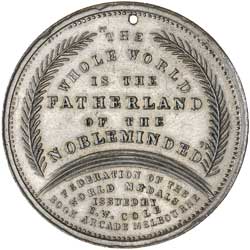 "THE
WHOLE WORLD
IS THE
FATHERLAND
OF THE
NOBLEMINDED"
FEDERATION OF THE
WORLD MEDALS
ISSUED BY
E.W. COLE
BOOK ARCADE MELBOURNE